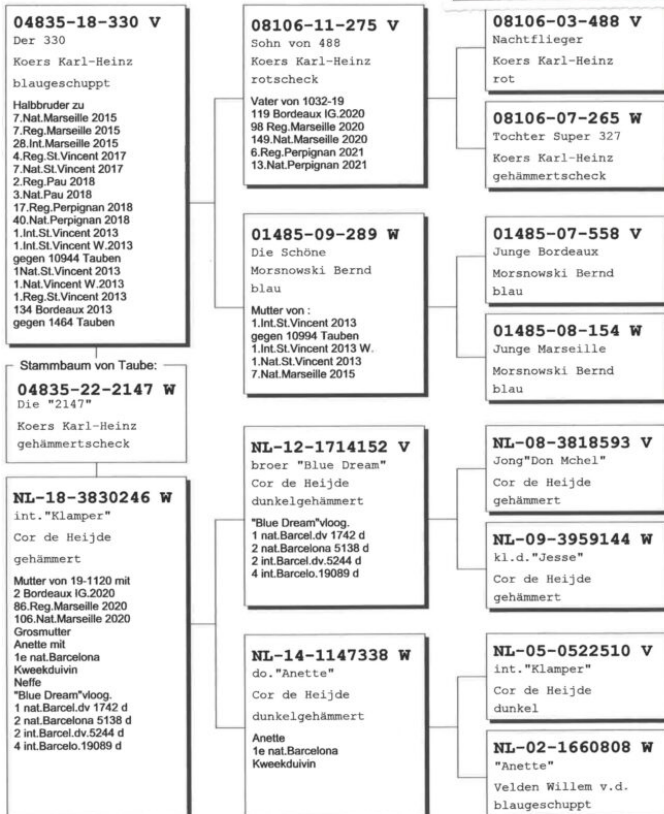 04835-18-330 V
Der 330
Koers Karl-Heinz
blaugeschuppt
Halbbruder zu
7.Nat.Marseille 2015
7.Reg.Marseille 2015
28.Int.Marseille 2015
4.Reg.St.Vincent 2017
7.Nat.St.Vincent 2017
2.Reg.Pau 2018
3.Nat.Pau 2018
17.Reg.Perpignan 2018
40.Nat.Perpignan 2018
1.Int.St.Vincent 2013
1.Int.St.Vincent W.2013
gegen 10944 Tauben
1Nat.St.Vincent 2013
1.Nat.Vincent W.2013
1.Reg.St.Vincent 2013
134 Bordeaux 2013
gegen 1464 Tauben
Stammbaum von Taube:
04835-22-2147 W
Die "2147"
Koers Karl-Heinz
gehämmertscheck
NL-18-3830246 W
int."Klamper"
Cor de Heijde
gehämmert
Mutter von 19-1120 mit
2 Bordeaux IG.2020
86.Reg.Marseille 2020
106.Nat.Marseille 2020
Grosmutter
Anette mit
1e nat.Barcelona
Kweekduivin
Neffe
"Blue Dream"vloog.
1 nat.Barcel.dv 1742 d
2 nat.Barcelona 5138 d
2 int.Barcel.dv.5244 d
4 int.Barcelo.19089 d
08106-11-275 V
Sohn von 488
Koers Karl-Heinz
rotscheck
Vater von 1032-19
119 Bordeaux IG.2020
98 Reg.Marseille 2020
149.Nat.Marseille 2020
6.Reg.Perpignan 2021
13.Nat.Perpignan 2021
01485-09-289 W
Die Schöne
Morsnowski Bernd
blau
Mutter von :
1.Int.St.Vincent 2013
gegen 10994 Tauben
1.Int.St.Vincent 2013 W.
1.Nat.St.Vincent 2013
7.Nat.Marseille 2015
NL-12-1714152 V
broer "Blue Dream"
Cor de Heijde
dunkelgehämmert
"Blue Dream"vloog.
1 nat.Barcel.dv 1742 d
2 nat.Barcelona 5138 d
2 int.Barcel.dv.5244 d
4 int.Barcelo.19089 d
NL-14-1147338 W
do."Anette"
Cor de Heijde
dunkelgehämmert
Anette
1e nat.Barcelona
Kweekduivin
08106-03-488 V
Nachtflieger
Koers Karl-Heinz
rot
08106-07-265 W
Tochter Super 327
Koers Karl-Heinz
gehämmertscheck
01485-07-558 V
Junge Bordeaux
Morsnowski Bernd
blau
01485-08-154 W
Junge Marseille
Morsnowski Bernd
blau
NL-08-3818593 V
Jong"Don Mchel"
Cor de Heijde
gehämmert
NL-09-3959144 W
kl.d."Jesse"
Cor de Heijde
gehämmert
NL-05-0522510 V
int."Klamper"
Cor de Heijde
dunkel
NL-02-1660808 W
"Anette"
Velden Willem v.d.
blaugeschuppt